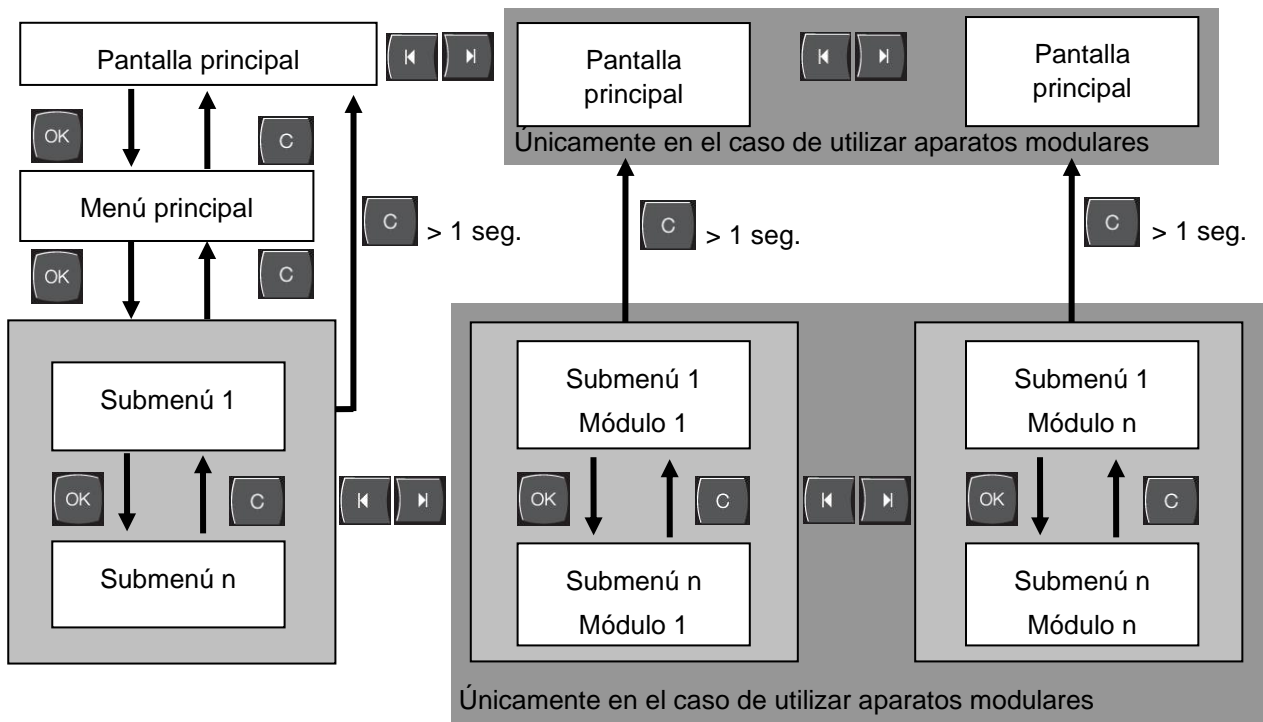 Pantalla principal
Pantalla
principal
Pantalla
principal
Únicamente en el caso de utilizar aparatos modulares
OK
C
Menú principal
C
> 1 seg.
C
> 1 seg.
C
> 1 seg.
OK
C
Submenú 1
Submenú 1
Módulo 1
Submenú 1
Módulo n
OK
C
OK
C
OK
C
Submenú n
Submenú n
Módulo 1
Submenú n
Módulo n
Únicamente en el caso de utilizar aparatos modulares